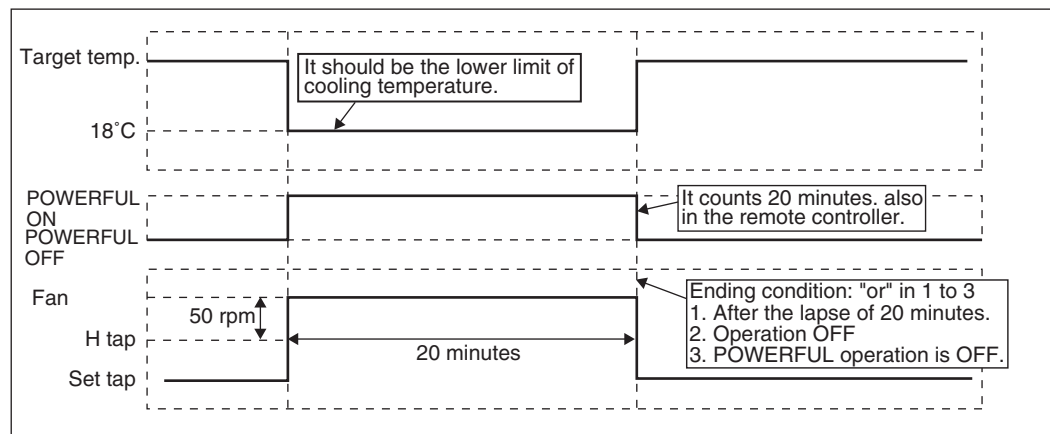 Target temp.
It should be the lower limit of
cooling temperature.
18°C
POWERFUL
ON
POWERFUL
OFF
It counts 20 minutes. also
in the remote controller.
Fan
50 rpm
H tap
20 minutes
Set tap
Ending condition: "or" in 1 to 3
1. After the lapse of 20 minutes.
2. Operation OFF
3. POWERFUL operation is OFF.